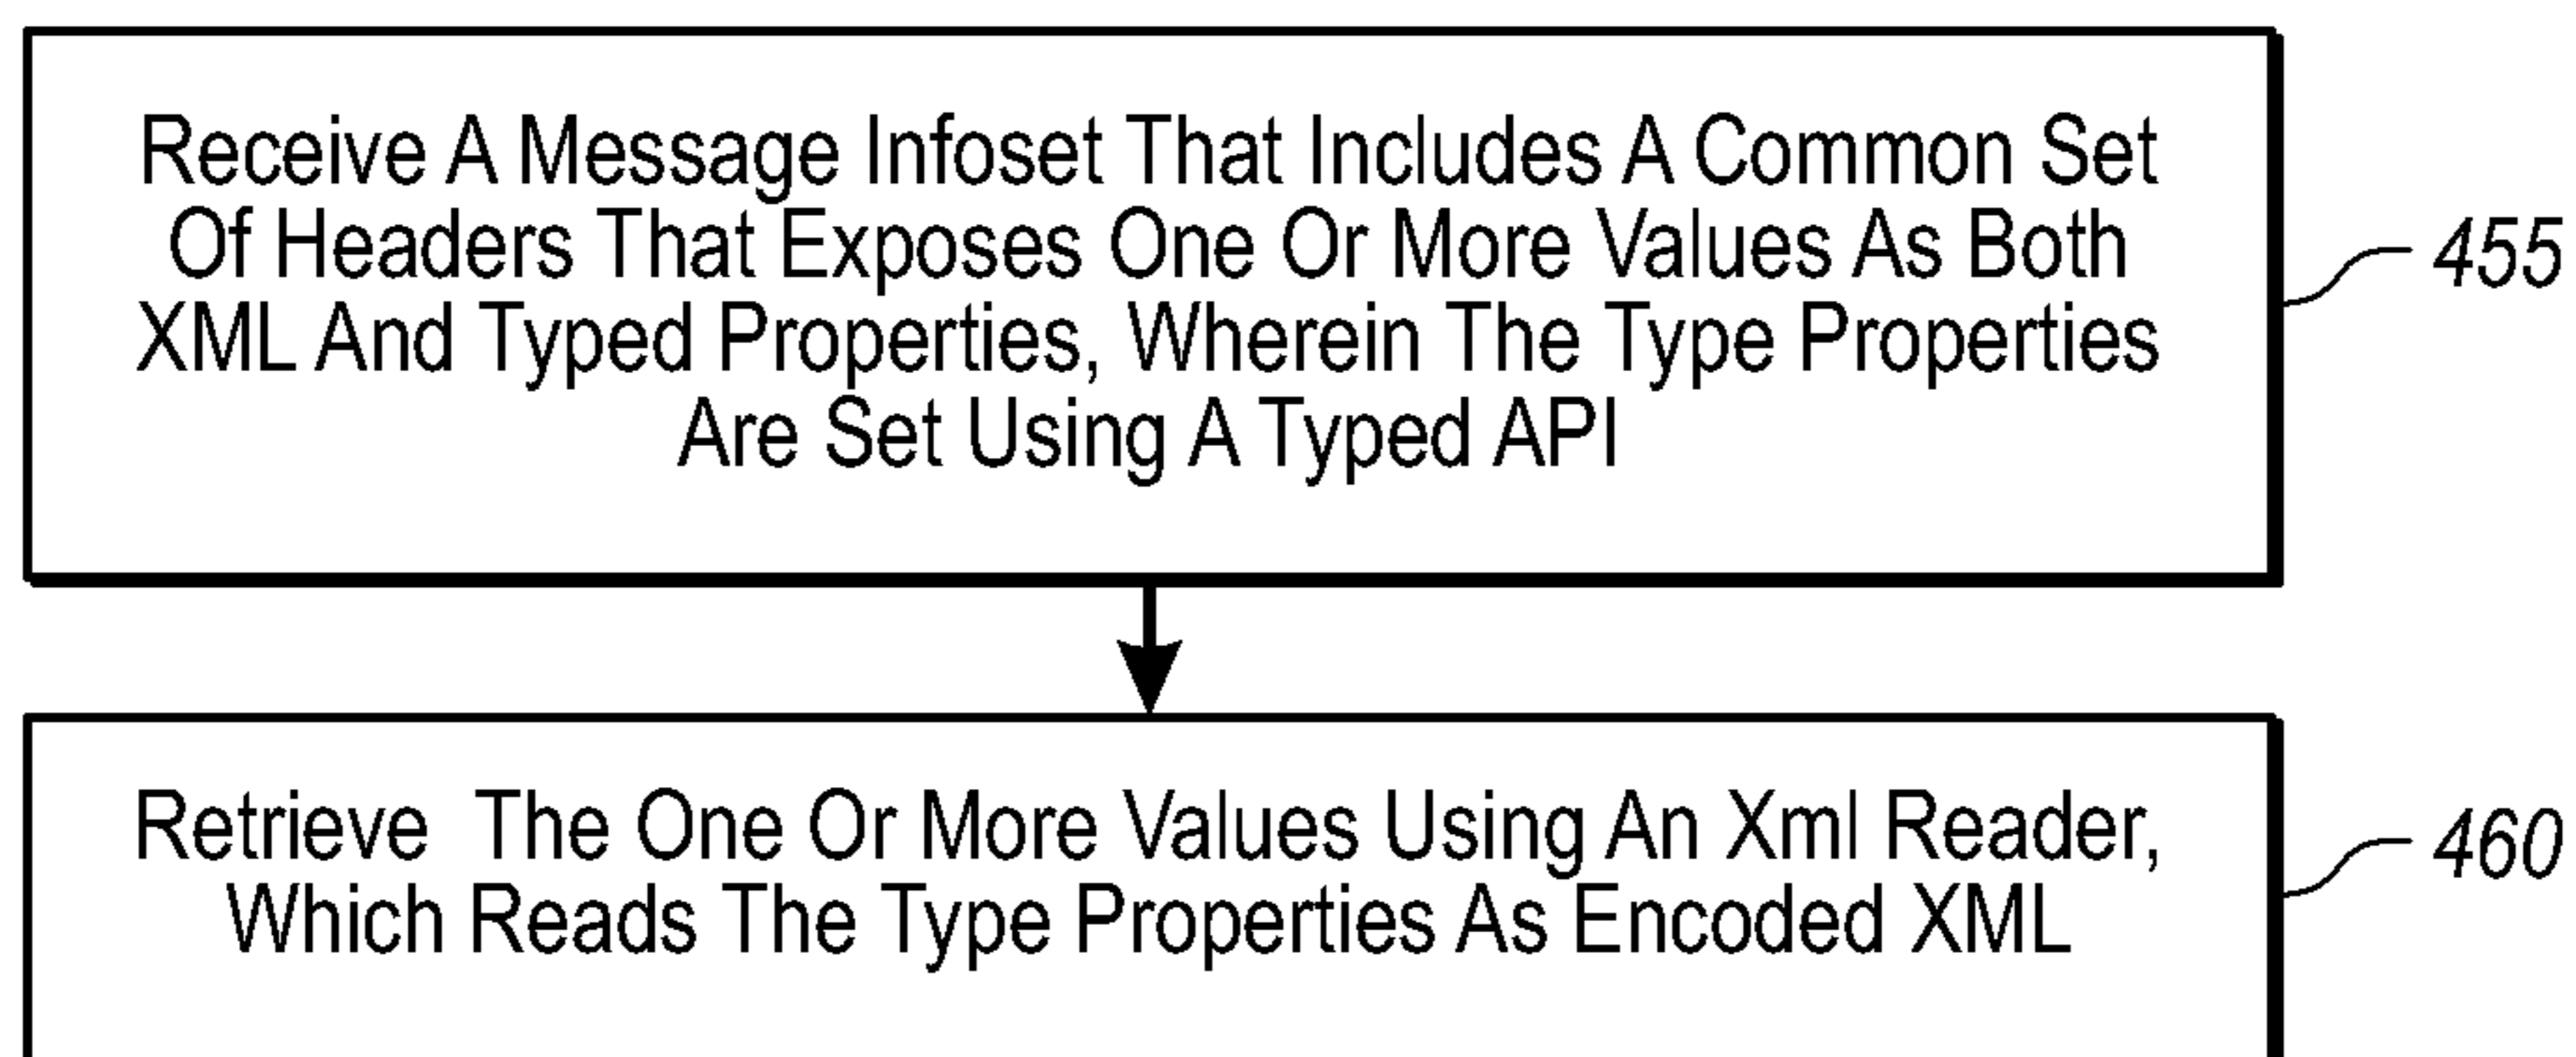 Receive A Message Infoset That Includes A Common Set
Of Headers That Exposes One Or More Values As Both
XML And Typed Properties, Wherein The Type Properties
Are Set Using A Typed API
455
Retrieve The One Or More Values Using An Xml Reader,
Which Reads The Type Properties As Encoded XML
460